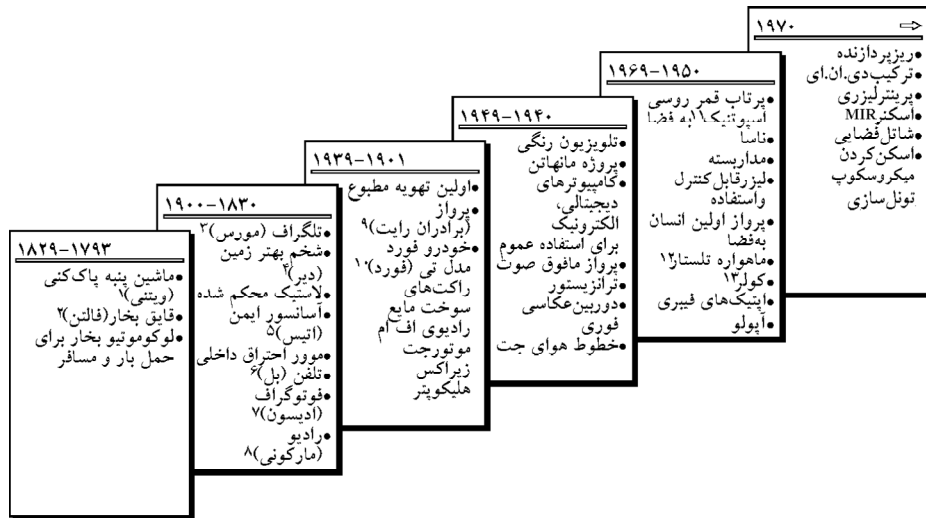 ۱۸۲۹-۱۷۹۳
•ماشین پنبه پاک‌کنی
(ویتنی)۱
•قایق بخار(فالتن)۲
•لوکوموتیو بخار برای
حمل بار و مسافر
۱۹۰۰-۱۸۳۰
•تلگراف (مورس)۳
•شخم بهتر زمین
(دیر)۴
•لاستیک محکم شده
•آسانسور ایمن
(اتیس)۵
•موور احتراق داخلی
•تلفن (بل)۶
•فوتوگراف
(ادیسون)۷
•رادیو
(مارکونی)۸
۱۹۳۹-۱۹۰۱
•اولین تهویه مطبوع
•پرواز
(برادران رایت)۹
•خودرو فورد
مدل تی (فورد)۱۰
راکت‌های
سوخت مایع
رادیوی اف ام
موتورجت
زیراکس
هلیکوپتر
۱۹۴۹-۱۹۴۰
•تلویزیون رنگی
•پروژه مانهاتن
•کامپیوترهای
دیجیتالی،
الکترونیک
برای استفاده عموم
•پرواز مافوق صوت
•ترانزیستور
•دوربین‌عکاسی
فوری
•خطوط هوای جت
۱۹۶۹-۱۹۵۰
•پرتاب قمر روسی
اسپوتنیک۱۱به فضا
•ناسا
•مداربسته
•لیزرقابل‌کنترل
واستفاده
•پرواز اولین انسان
به‌فضا
•ماهواره تلستار۱۲
•کولر۱۳
•اپتیک‌های فیبری
•آپولو
۱۹۷۰ ⇨
•ریزپردازنده
•ترکیب‌دی.ان.ای
•پرینترلیزری
•اسکنرMIR
•شاتل‌فضایی
•اسکن‌کردن
میکروسکوپ
تونل‌سازی